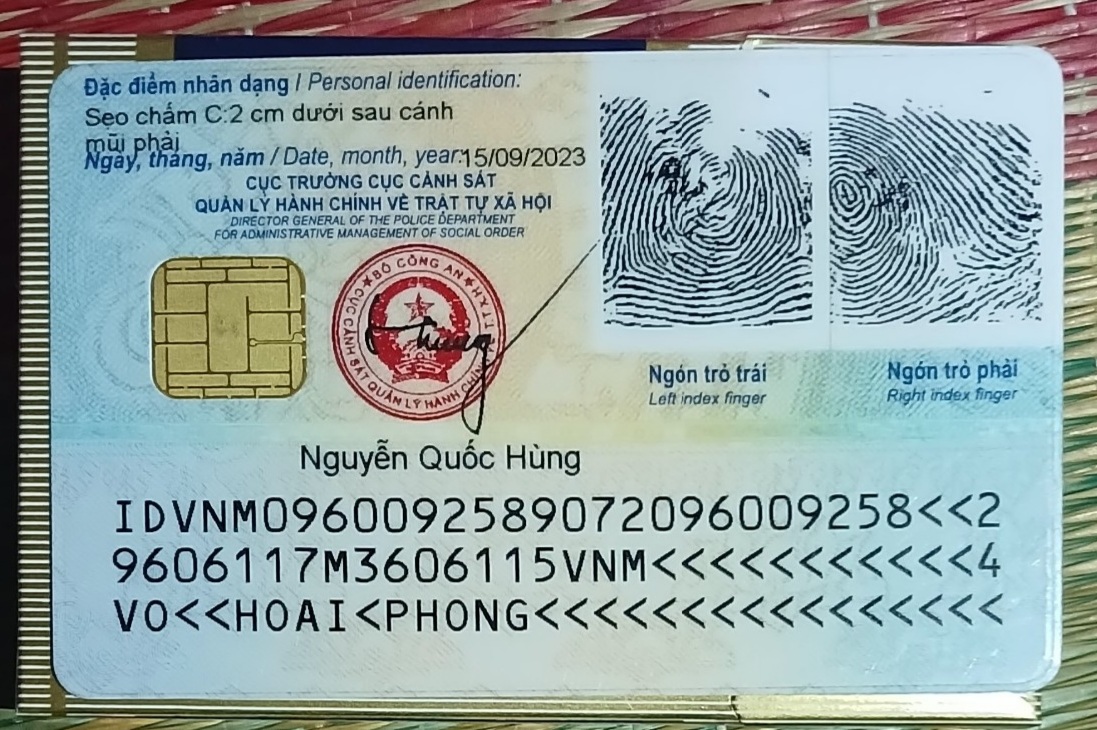 Đặc điểm nhân dạng / Personal identification:
Seo chấm C:2 cm dưới sau cánh
mũi phải
Ngày, tháng, năm / Date, month, year:15/09/2023
CỤC TRƯỞNG CỤC CẢNH SÁT
QUẢN LÝ HÀNH CHÍNH VỀ TRẬT TỰ XÃ HỘI
DIRECTOR GENERAL OF THE POLICE DEPARTMENT
FOR ADMINISTRATIVE MANAGEMENT OF SOCIAL ORDER
BỘ CÔNG AN
CỤC CẢNH SÁT QUẢN LÝ HÀNH CHÍNH
Ngón trỏ trái
Left index finger
Ngón trỏ phải
Right index finger
Nguyễn Quốc Hùng
IDVNM0960092589072096009258<<2
9606117M3606115VNM<<<<<<<<<<<4
VO<<HOAI<PHONG<<<<<<<<<<<<<<<<